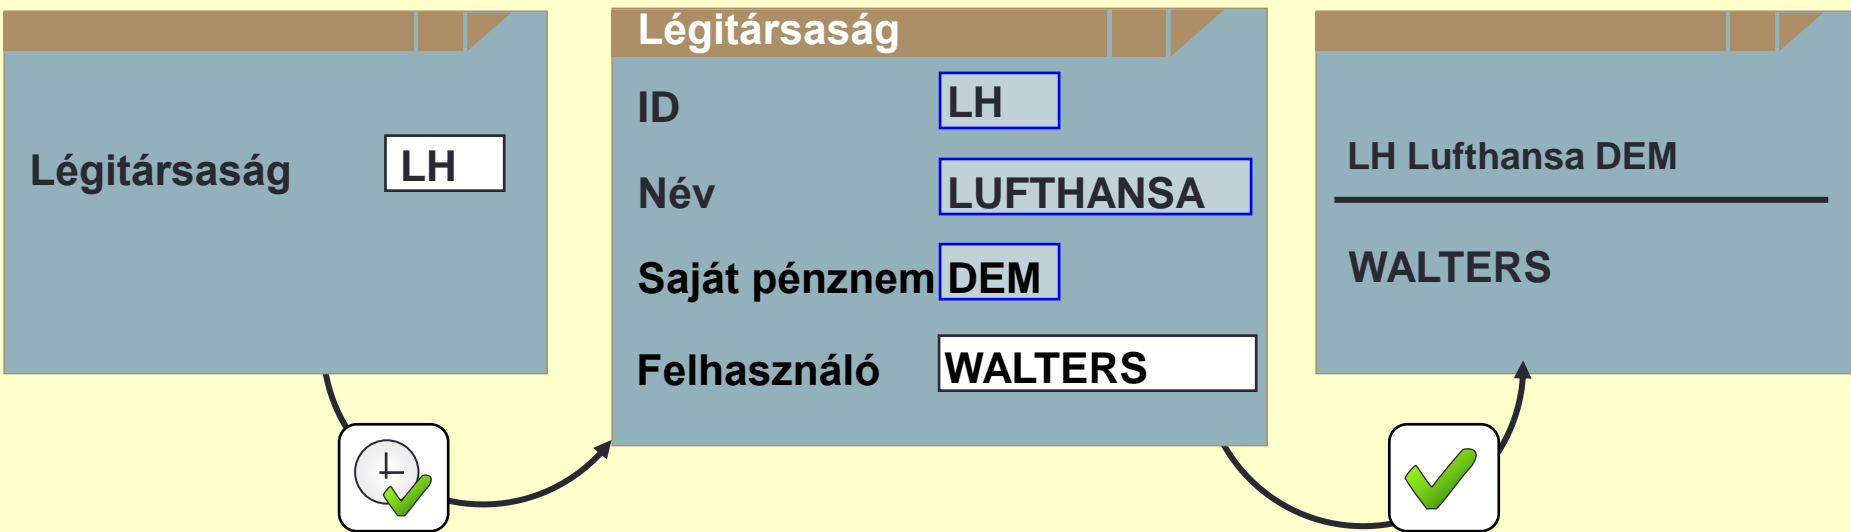 Légitársaság LH
Légitársaság
ID LH
Név LUFTHANSA
Saját pénznem DEM
Felhasználó WALTERS
LH Lufthansa DEM
WALTERS